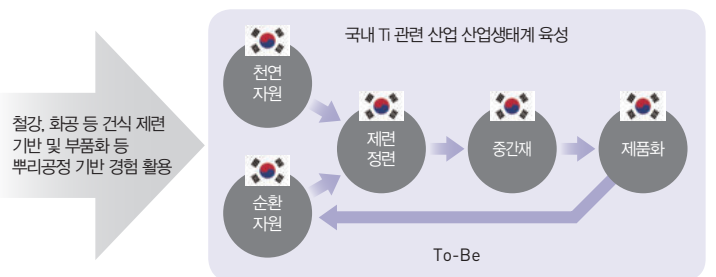 국내 Ti 관련 산업 산업생태계 육성
철강, 화공 등 건식 제련
기반 및 부품화 등
뿌리공정 기반 경험 활용
천연
자원
순환
자원
제련
정련
중간재
제품화
To-Be